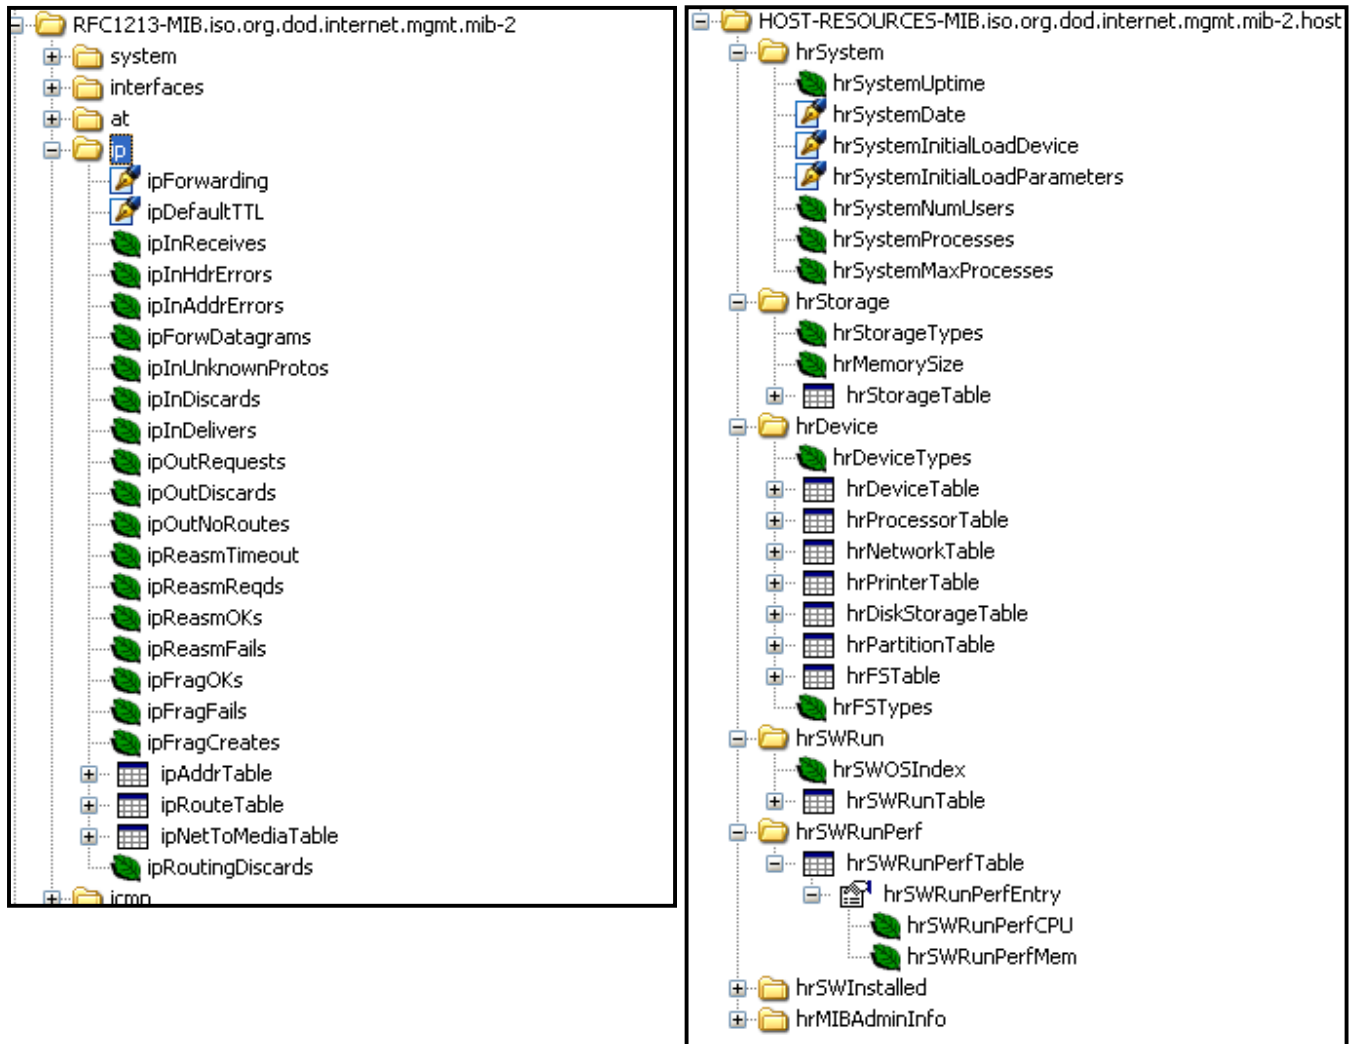 RFC1213-MIB.iso.org.dod.internet.mgmt.mib-2
system
interfaces
at
ip
ipForwarding
ipDefaultTTL
ipInReceives
ipInHdrErrors
ipInAddrErrors
ipForwDatagrams
ipInUnknownProtos
ipInDiscards
ipInDelivers
ipOutRequests
ipOutDiscards
ipOutNoRoutes
ipReasmTimeout
ipReasmReqds
ipReasmOKs
ipReasmFails
ipFragOKs
ipFragFails
ipFragCreates
ipAddrTable
ipRouteTable
ipNetToMediaTable
ipRoutingDiscards
icmp
HOST-RESOURCES-MIB.iso.org.dod.internet.mgmt.mib-2.host
hrSystem
hrSystemUptime
hrSystemDate
hrSystemInitialLoadDevice
hrSystemInitialLoadParameters
hrSystemNumUsers
hrSystemProcesses
hrSystemMaxProcesses
hrStorage
hrStorageTypes
hrMemorySize
hrStorageTable
hrDevice
hrDeviceTypes
hrDeviceTable
hrProcessorTable
hrNetworkTable
hrPrinterTable
hrDiskStorageTable
hrPartitionTable
hrFSTable
hrFSTypes
hrSWRun
hrSWOSIndex
hrSWRunTable
hrSWRunPerf
hrSWRunPerfTable
hrSWRunPerfEntry
hrSWRunPerfCPU
hrSWRunPerfMem
hrSWInstalled
hrMIBAdminInfo